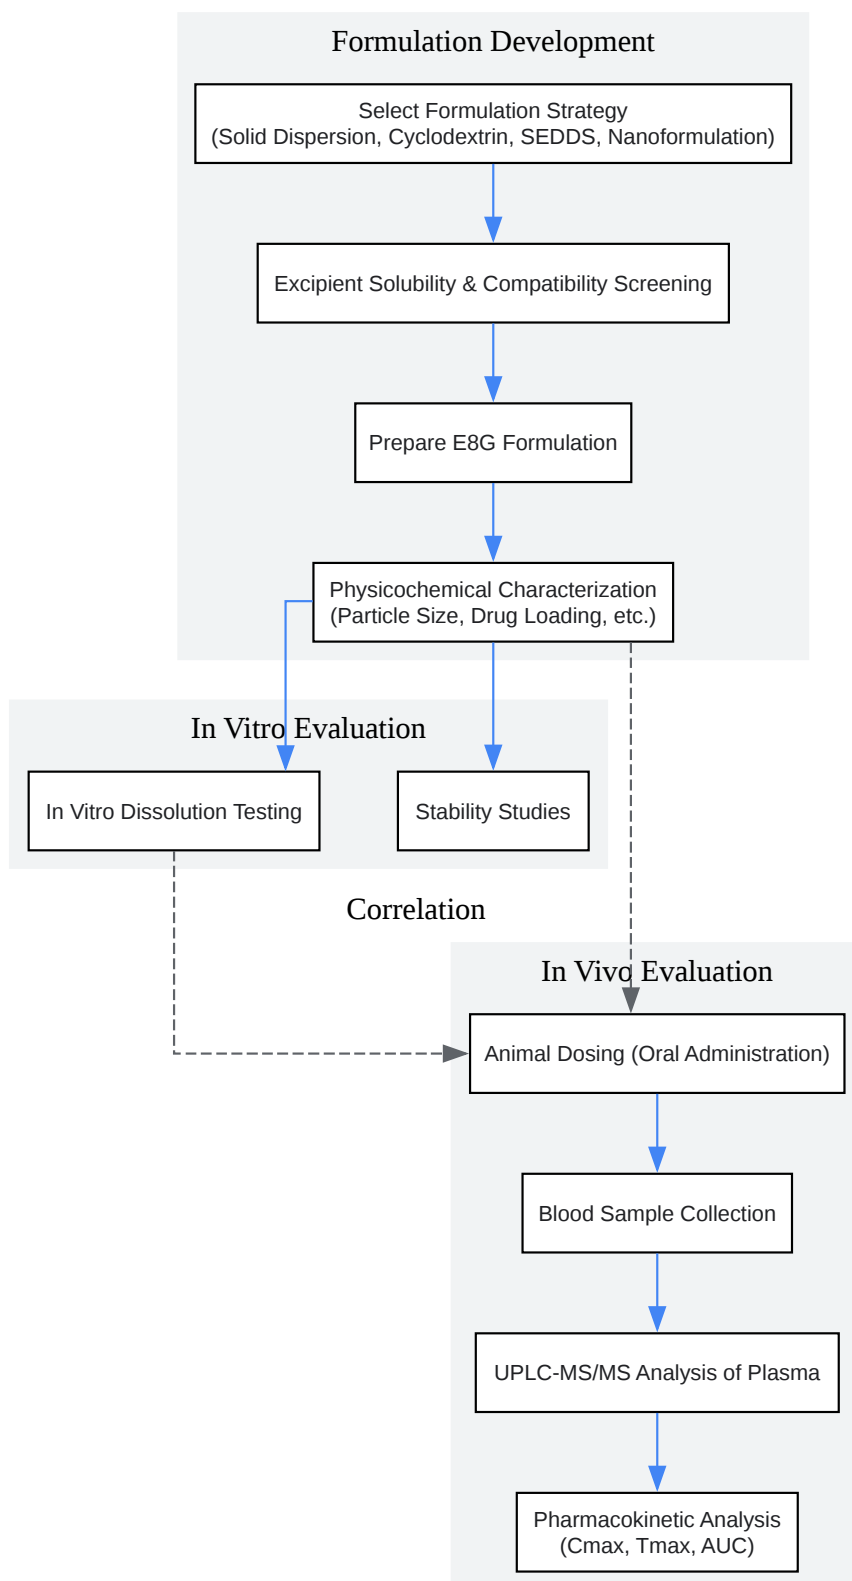 Formulation Development
Select Formulation Strategy
(Solid Dispersion, Cyclodextrin, SEDDS, Nanoformulation)
Excipient Solubility & Compatibility Screening
Prepare E8G Formulation
Physicochemical Characterization
(Particle Size, Drug Loading, etc.)
In Vitro Evaluation
In Vitro Dissolution Testing
Stability Studies
Correlation
In Vivo Evaluation
Animal Dosing (Oral Administration)
Blood Sample Collection
UPLC-MS/MS Analysis of Plasma
Pharmacokinetic Analysis
(Cmax, Tmax, AUC)